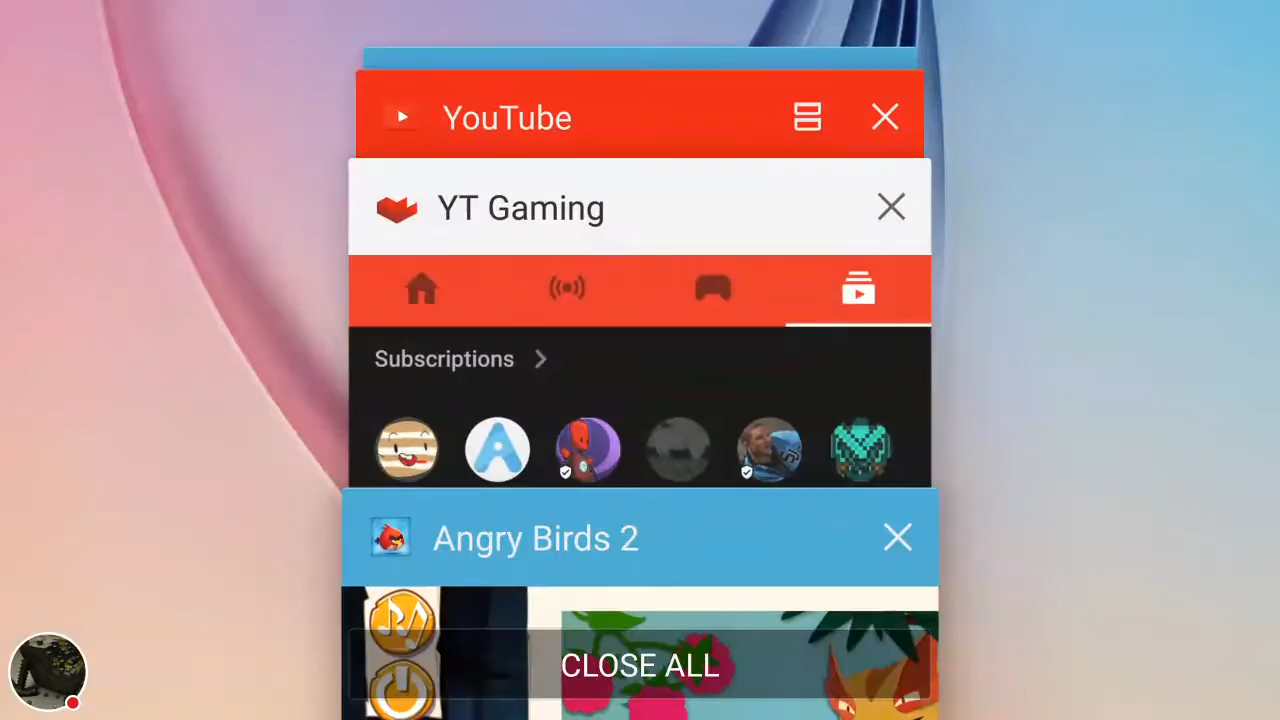 YouTube
YT Gaming
Subscriptions
Angry Birds 2
CLOSE ALL